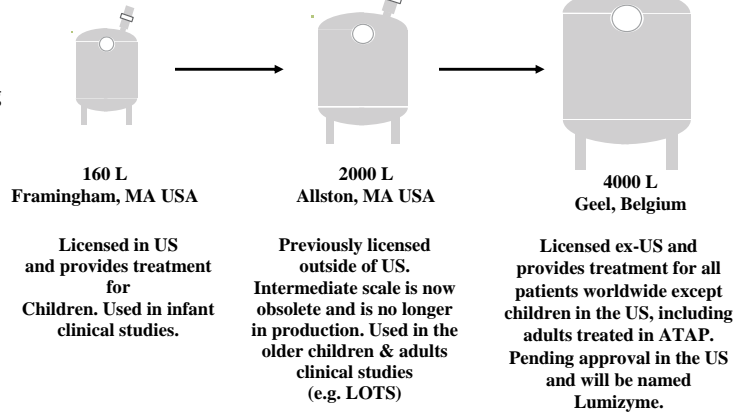 160 L
Framingham, MA USA
Licensed in US
and provides treatment
for
Children. Used in infant
clinical studies.
2000 L
Allston, MA USA
Previously licensed
outside of US.
Intermediate scale is now
obsolete and is no longer
in production. Used in the
older children & adults
clinical studies
(e.g. LOTS)
4000 L
Geel, Belgium
Licensed ex-US and
provides treatment for all
patients worldwide except
children in the US, including
adults treated in ATAP.
Pending approval in the US
and will be named
Lumizyme.